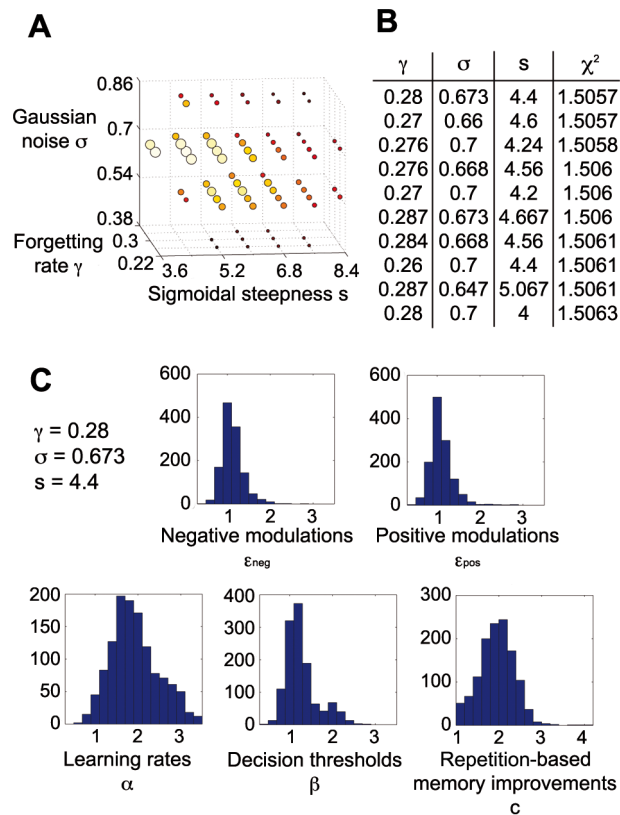 A
0.86
Gaussian
noise σ
0.7
0.54
0.38
Forgetting
rate γ
0.3
0.22
3.6 5.2 6.8 8.4
Sigmoidal steepness s
B
γ σ s χ²
0.28 0.673 4.4 1.5057
0.27 0.66 4.6 1.5057
0.276 0.7 4.24 1.5058
0.276 0.668 4.56 1.506
0.27 0.7 4.2 1.506
0.287 0.673 4.667 1.506
0.284 0.668 4.56 1.5061
0.26 0.7 4.4 1.5061
0.287 0.647 5.067 1.5061
0.28 0.7 4 1.5063
C
γ = 0.28
σ = 0.673
s = 4.4
600
400
200
0
1 2 3
Negative modulations
εneg
600
400
200
0
1 2 3
Positive modulations
εpos
200
150
100
50
0
1 2 3
Learning rates
α
400
300
200
100
0
1 2 3
Decision thresholds
β
300
200
100
0
1 2 3 4
Repetition-based
memory improvements
c